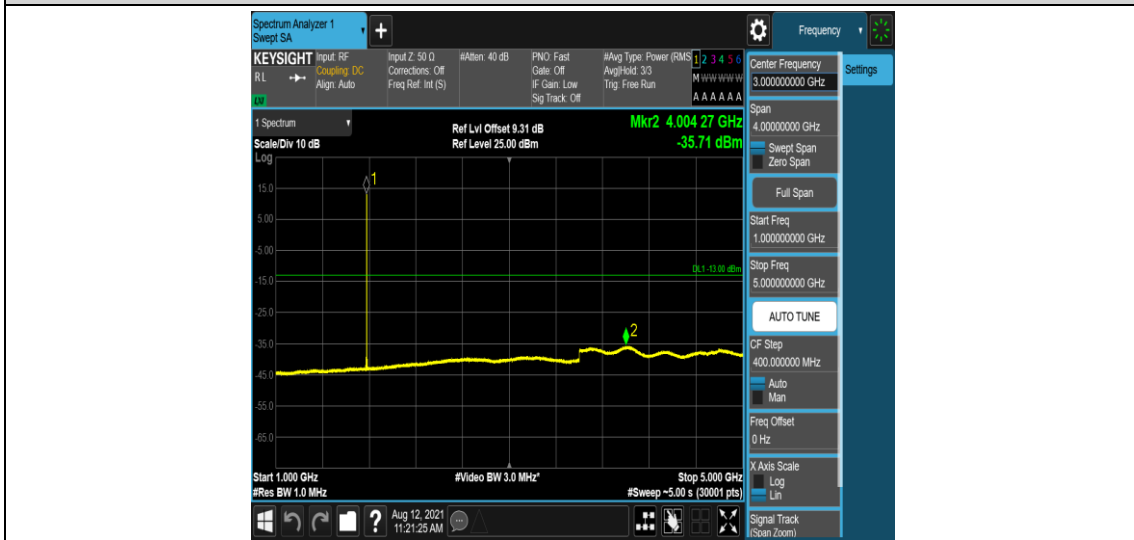 Spectrum Analyzer 1
Swept SA
+
Frequency
KEYSIGHT
RL
LXI
Input: RF
Coupling: DC
Align: Auto
Input Z: 50 Ω
Corrections: Off
Freq Ref: Int (S)
#Atten: 40 dB
PNO: Fast
Gate: Off
IF Gain: Low
Sig Track: Off
#Avg Type: Power (RMS
Avg|Hold: 3/3
Trig: Free Run
1 2 3 4 5 6
M W W W W W
A A A A A A
1 Spectrum
Scale/Div 10 dB
Log
Ref Lvl Offset 9.31 dB
Ref Level 25.00 dBm
Mkr2 4.004 27 GHz
-35.71 dBm
1
15.0
5.00
-5.00
DL1 -13.00 dBm
-15.0
-25.0
2
-35.0
-45.0
-55.0
-65.0
Start 1.000 GHz
#Res BW 1.0 MHz
#Video BW 3.0 MHz*
Stop 5.000 GHz
#Sweep ~5.00 s (30001 pts)
Center Frequency
3.000000000 GHz
Settings
Span
4.00000000 GHz
Swept Span
Zero Span
Full Span
Start Freq
1.000000000 GHz
Stop Freq
5.000000000 GHz
AUTO TUNE
CF Step
400.000000 MHz
Auto
Man
Freq Offset
0 Hz
X Axis Scale
Log
Lin
Signal Track
(Span Zoom)
?
Aug 12, 2021
11:21:25 AM